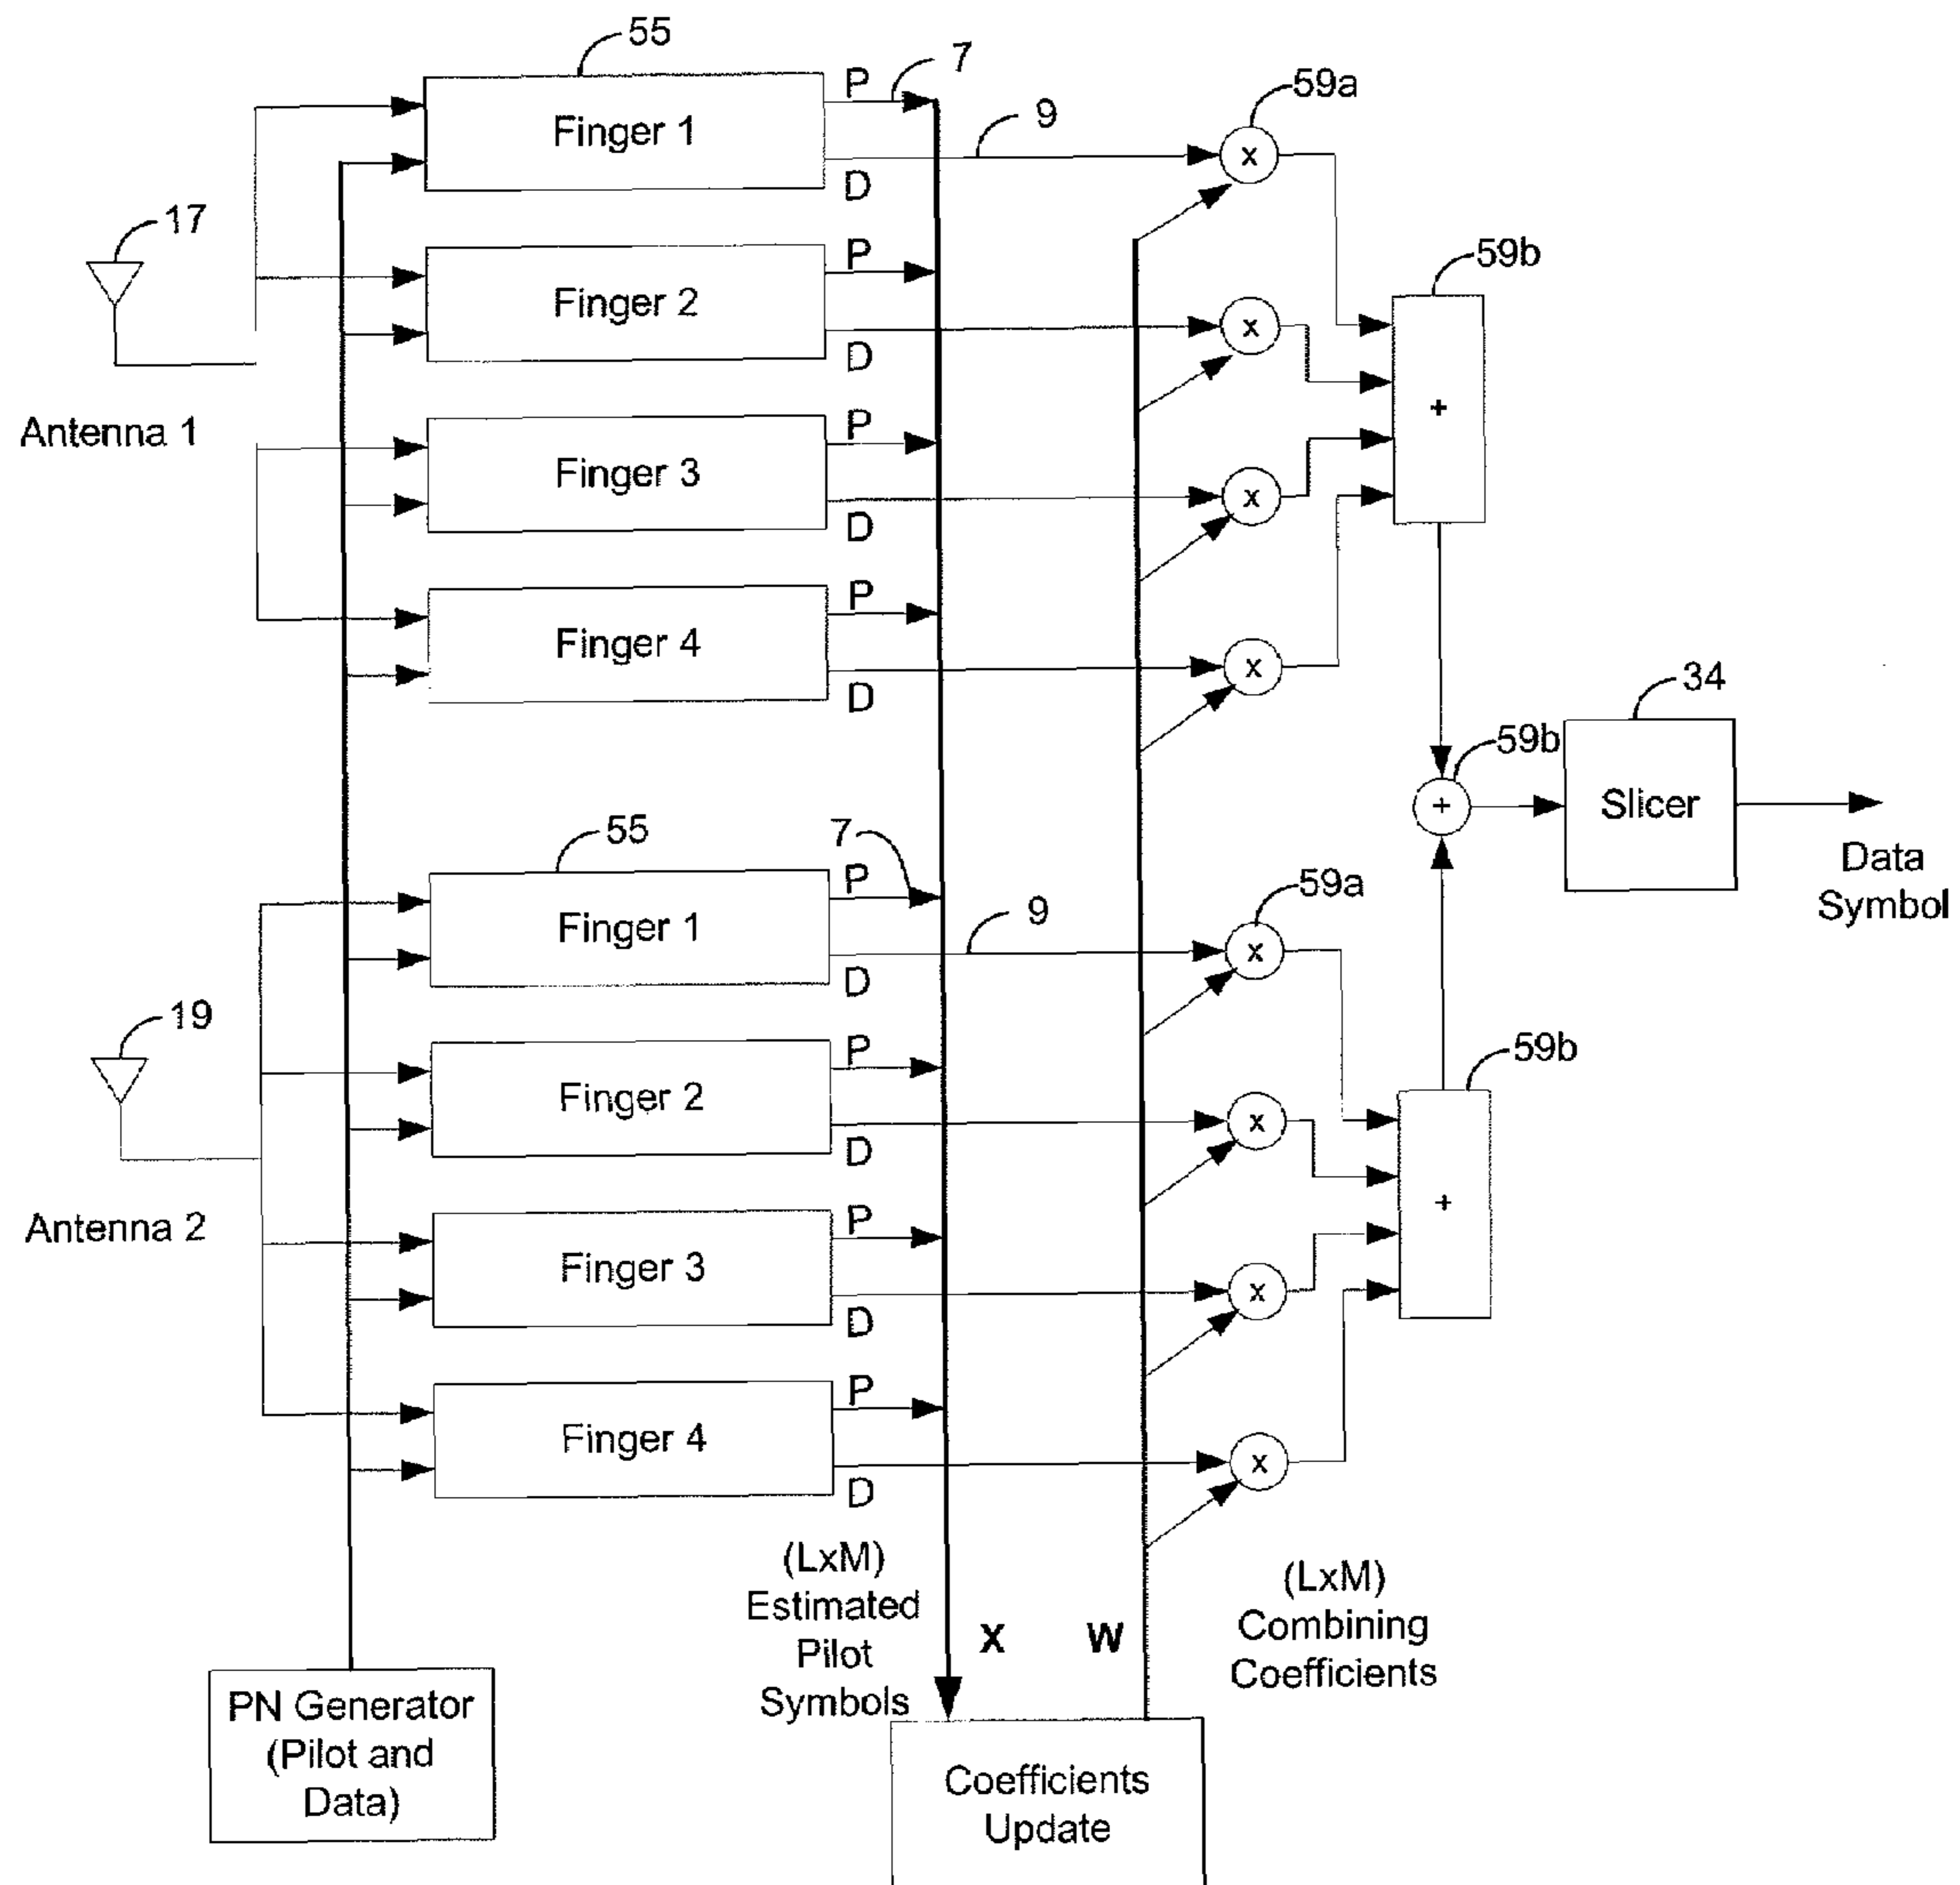 55
P
7
Finger 1
9
59a
x
D
17
P
Finger 2
59b
x
D
Antenna 1
P
Finger 3
+
x
D
P
Finger 4
x
D
34
59b
+
Slicer
Data
Symbol
55
7
P
Finger 1
9
59a
x
D
19
P
Finger 2
59b
x
D
Antenna 2
P
Finger 3
+
x
D
P
Finger 4
x
D
(LxM)
Estimated
Pilot
Symbols
X
W
(LxM)
Combining
Coefficients
PN Generator
(Pilot and
Data)
Coefficients
Update